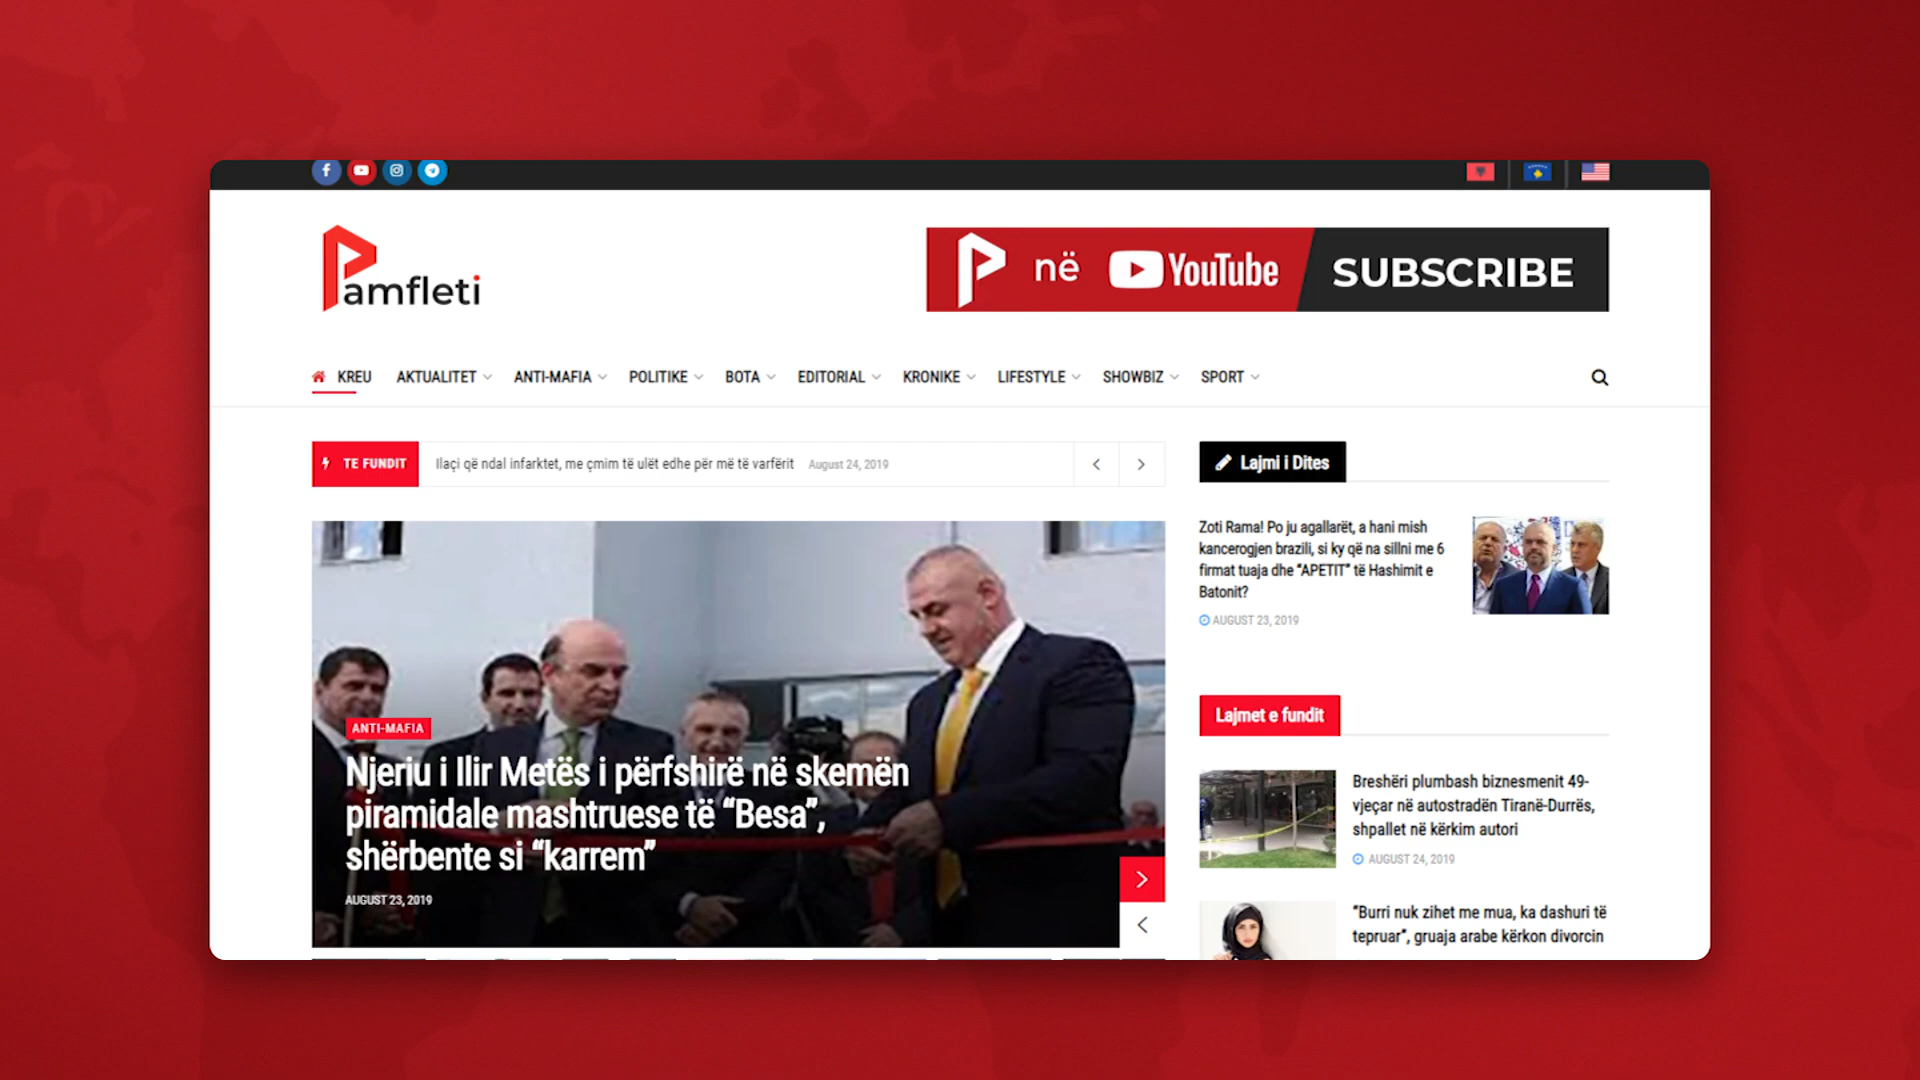 Pamfleti
P në YouTube SUBSCRIBE
KREU AKTUALITET ANTI-MAFIA POLITIKE BOTA EDITORIAL KRONIKE LIFESTYLE SHOWBIZ SPORT
TE FUNDIT Ilaçi që ndal infarktet, me çmim të ulët edhe për më të varfërit August 24, 2019
ANTI-MAFIA
Njeriu i Ilir Metës i përfshirë në skemën
piramidale mashtruese të “Besa”,
shërbente si “karrem”
AUGUST 23, 2019
Lajmi i Dites
Zoti Rama! Po ju agallarët, a hani mish
kancerogjen brazili, si ky që na sillni me 6
firmat tuaja dhe “APETIT” të Hashimit e
Batonit?
AUGUST 23, 2019
Lajmet e fundit
Breshëri plumbash biznesmenit 49-
vjeçar në autostradën Tiranë-Durrës,
shpallet në kërkim autori
AUGUST 24, 2019
“Burri nuk zihet me mua, ka dashuri të
tepruar”, gruaja arabe kërkon divorcin